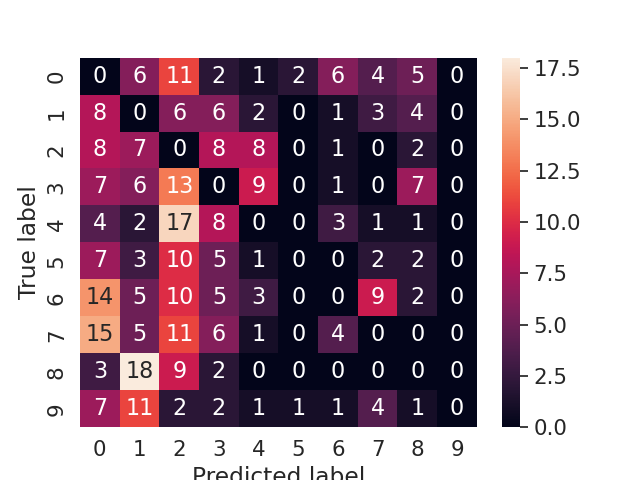 0 0 6 11 2 1 2 6 4 5 0
1 8 0 6 6 2 0 1 3 4 0
2 8 7 0 8 8 0 1 0 2 0
3 7 6 13 0 9 0 1 0 7 0
4 4 2 17 8 0 0 3 1 1 0
5 7 3 10 5 1 0 0 2 2 0
6 14 5 10 5 3 0 0 9 2 0
7 15 5 11 6 1 0 4 0 0 0
8 3 18 9 2 0 0 0 0 0 0
9 7 11 2 2 1 1 1 4 1 0
0 1 2 3 4 5 6 7 8 9
Predicted label
True label
17.5
15.0
12.5
10.0
7.5
5.0
2.5
0.0